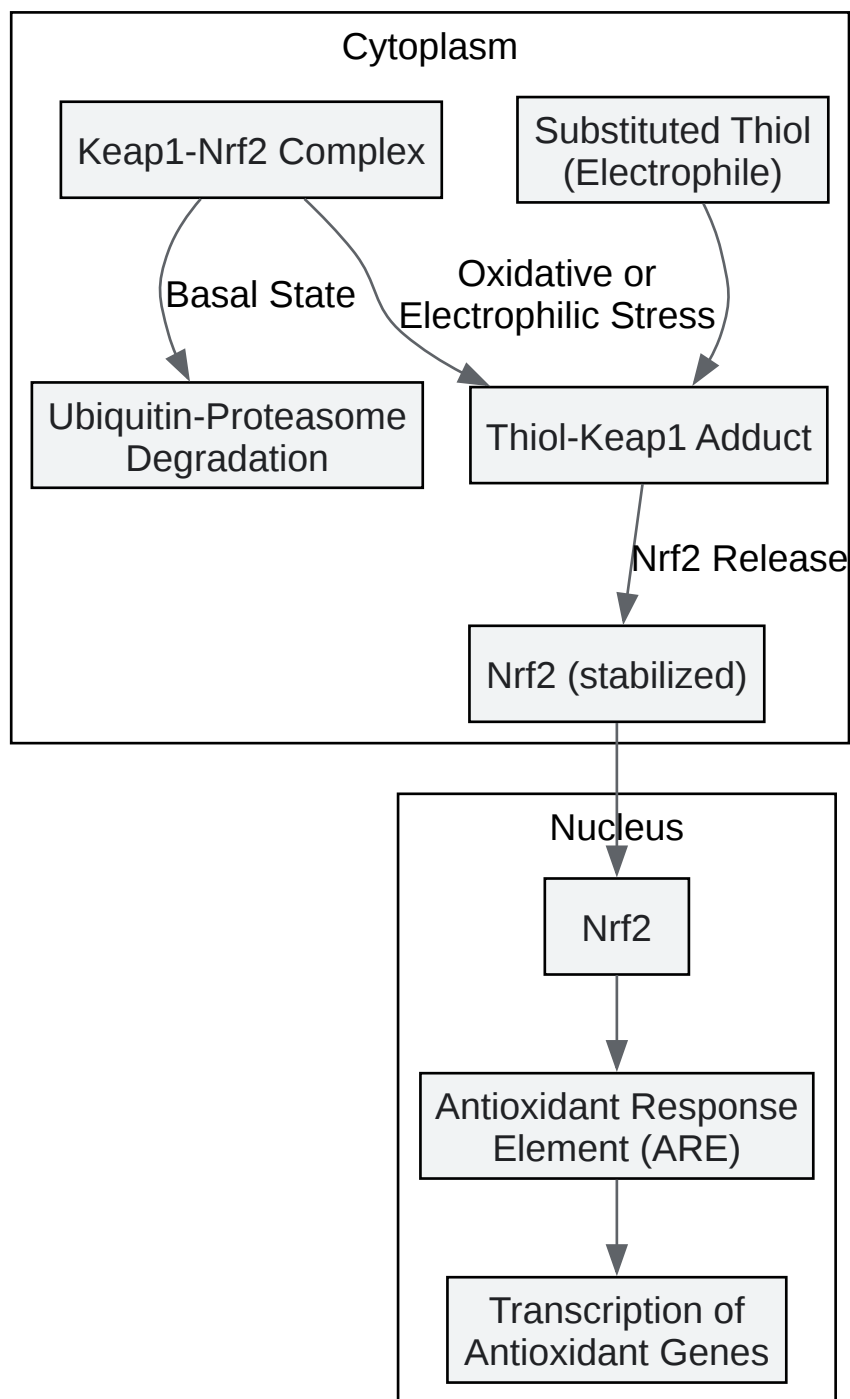 Cytoplasm
Keap1-Nrf2 Complex
Substituted Thiol
(Electrophile)
Basal State
Oxidative or
Electrophilic Stress
Ubiquitin-Proteasome
Degradation
Thiol-Keap1 Adduct
Nrf2 Release
Nrf2 (stabilized)
Nucleus
Nrf2
Antioxidant Response
Element (ARE)
Transcription of
Antioxidant Genes